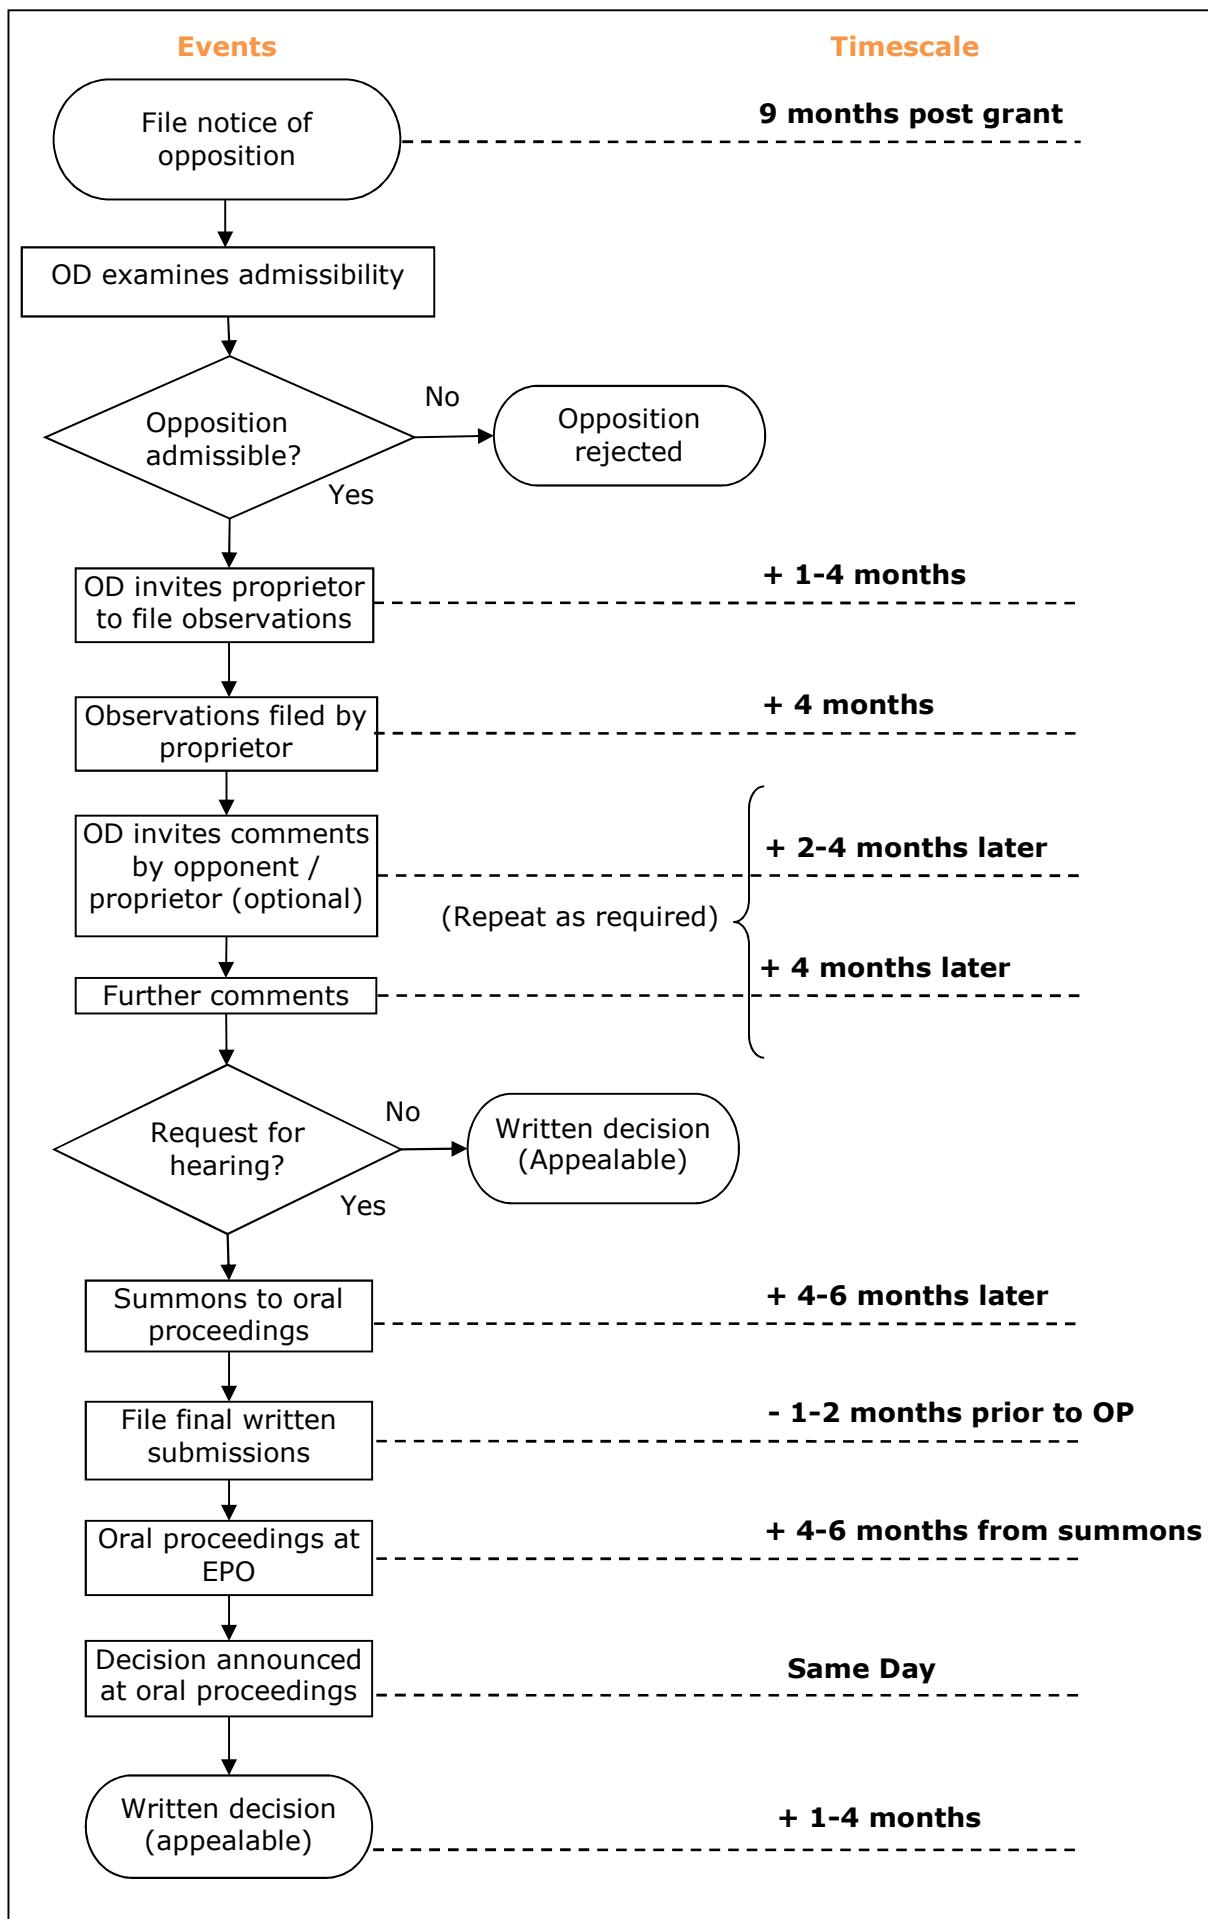 Events
Timescale
File notice of
opposition
9 months post grant
OD examines admissibility
Opposition
admissible?
No
Opposition
rejected
Yes
OD invites proprietor
to file observations
+ 1-4 months
Observations filed by
proprietor
+ 4 months
OD invites comments
by opponent /
proprietor (optional)
+ 2-4 months later
(Repeat as required)
Further comments
+ 4 months later
Request for
hearing?
No
Written decision
(Appealable)
Yes
Summons to oral
proceedings
+ 4-6 months later
File final written
submissions
- 1-2 months prior to OP
Oral proceedings at
EPO
+ 4-6 months from summons
Decision announced
at oral proceedings
Same Day
Written decision
(appealable)
+ 1-4 months